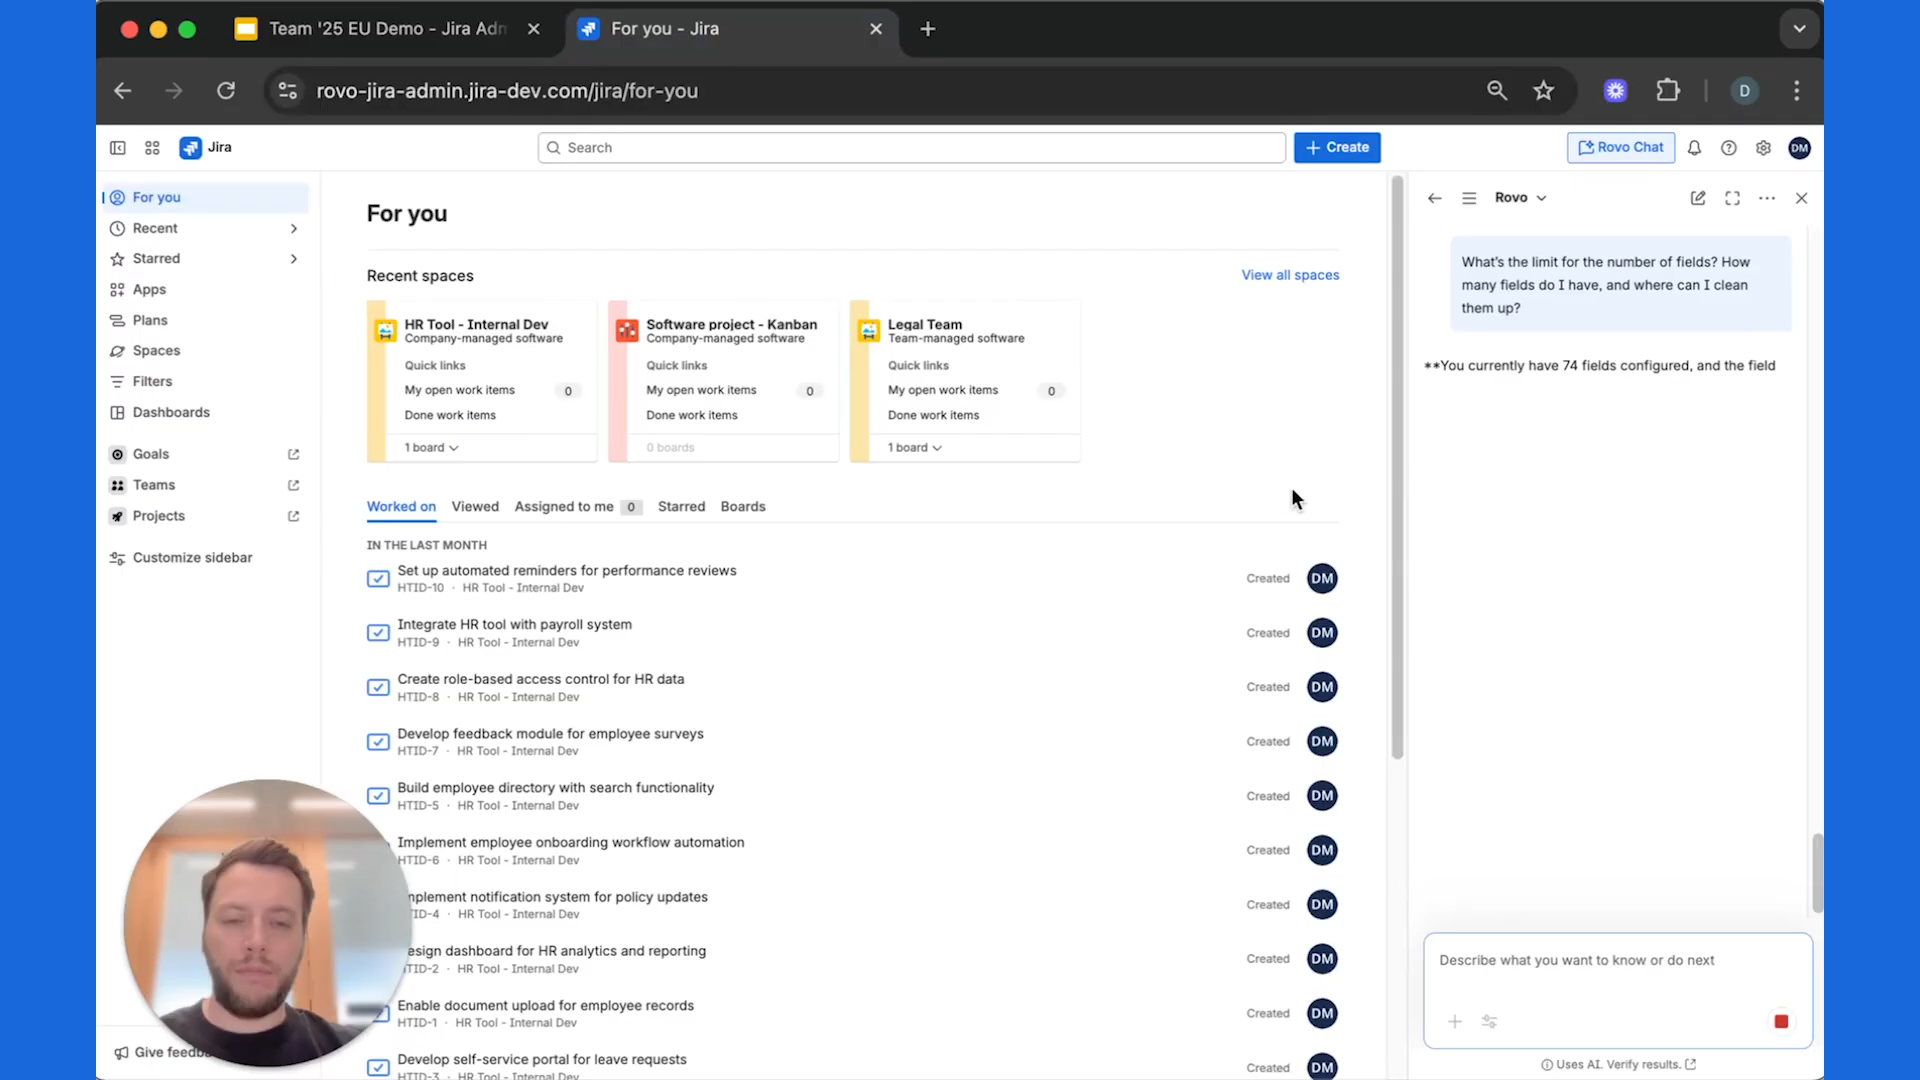 Team '25 EU Demo - Jira Adm
For you - Jira
rovo-jira-admin.jira-dev.com/jira/for-you
D
Jira
Search
Create
Rovo Chat
DM
For you
Recent
Starred
Apps
Plans
Spaces
Filters
Dashboards
Goals
Teams
Projects
Customize sidebar
Give feedb
For you
Recent spaces
View all spaces
HR Tool - Internal Dev
Company-managed software
Quick links
My open work items 0
Done work items
1 board
Software project - Kanban
Company-managed software
Quick links
My open work items 0
Done work items
0 boards
Legal Team
Team-managed software
Quick links
My open work items 0
Done work items
1 board
Worked on Viewed Assigned to me 0 Starred Boards
IN THE LAST MONTH
Set up automated reminders for performance reviews
HTID-10 · HR Tool - Internal Dev
Created DM
Integrate HR tool with payroll system
HTID-9 · HR Tool - Internal Dev
Created DM
Create role-based access control for HR data
HTID-8 · HR Tool - Internal Dev
Created DM
Develop feedback module for employee surveys
HTID-7 · HR Tool - Internal Dev
Created DM
Build employee directory with search functionality
HTID-5 · HR Tool - Internal Dev
Created DM
Implement employee onboarding workflow automation
HTID-6 · HR Tool - Internal Dev
Created DM
mplement notification system for policy updates
TID-4 · HR Tool - Internal Dev
Created DM
esign dashboard for HR analytics and reporting
TID-2 · HR Tool - Internal Dev
Created DM
Enable document upload for employee records
HTID-1 · HR Tool - Internal Dev
Created DM
Develop self-service portal for leave requests
HTID-3 · HR Tool - Internal Dev
Created DM
Rovo
What's the limit for the number of fields? How
many fields do I have, and where can I clean
them up?
**You currently have 74 fields configured, and the field
Describe what you want to know or do next
Uses AI. Verify results.